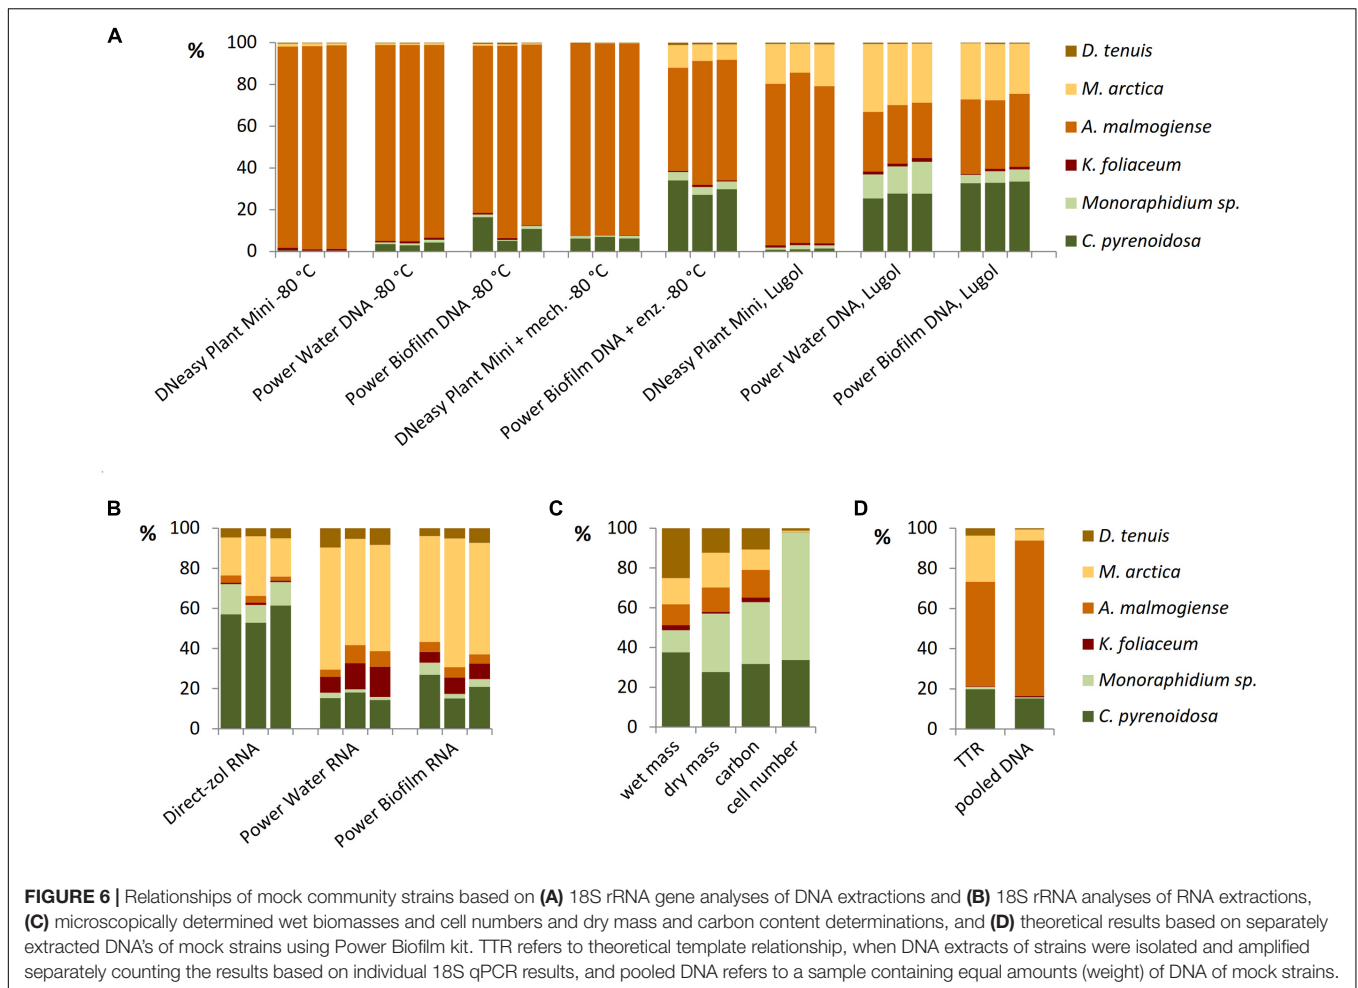 A
%
100
80
60
40
20
0
DNeasy Plant Mini -80 °C
Power Water DNA -80 °C
Power Biofilm DNA -80 °C
DNeasy Plant Mini + mech. -80 °C
Power Biofilm DNA + enz. -80 °C
DNeasy Plant Mini, Lugol
Power Water DNA, Lugol
Power Biofilm DNA, Lugol
D. tenuis
M. arctica
A. malmogiense
K. foliaceum
Monoraphidium sp.
C. pyrenoidosa
B
%
100
80
60
40
20
0
Direct-zol RNA
Power Water RNA
Power Biofilm RNA
C
%
100
80
60
40
20
0
wet mass
dry mass
carbon
cell number
D
%
100
80
60
40
20
0
TTR
pooled DNA
D. tenuis
M. arctica
A. malmogiense
K. foliaceum
Monoraphidium sp.
C. pyrenoidosa
FIGURE 6 | Relationships of mock community strains based on (A) 18S rRNA gene analyses of DNA extractions and (B) 18S rRNA analyses of RNA extractions,
(C) microscopically determined wet biomasses and cell numbers and dry mass and carbon content determinations, and (D) theoretical results based on separately
extracted DNA's of mock strains using Power Biofilm kit. TTR refers to theoretical template relationship, when DNA extracts of strains were isolated and amplified
separately counting the results based on individual 18S qPCR results, and pooled DNA refers to a sample containing equal amounts (weight) of DNA of mock strains.